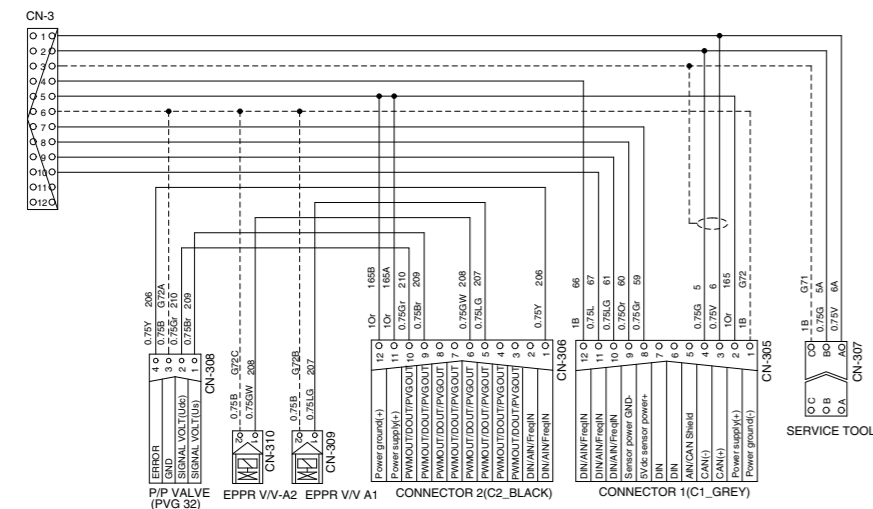 CN-3
1
2
3
4
5
6
7
8
9
10
11
12
0.75Y 206
0.75B G72A
0.75Gr 210
0.75Br 209
4 3 2 1
CN-308
ERROR
GND
SIGNAL VOLT(Udc)
SIGNAL VOLT(Us)
P/P VALVE
(PVG 32)
0.75B G72C
0.75GW 208
2 1
CN-310
EPPR V/V-A2
0.75B G72B
0.75LG 207
2 1
CN-309
EPPR V/V A1
1Or 165B
1Or 165A
0.75Gr 210
0.75Br 209
0.75GW 208
0.75LG 207
0.75Y 206
12 11 10 9 8 7 6 5 4 3 2 1
CN-306
Power ground(+)
Power supply(+)
PWMOUT/DOUT/PVGOUT
PWMOUT/DOUT/PVGOUT
PWMOUT/DOUT/PVGOUT
PWMOUT/DOUT/PVGOUT
PWMOUT/DOUT/PVGOUT
PWMOUT/DOUT/PVGOUT
PWMOUT/DOUT/PVGOUT
PWMOUT/DOUT/PVGOUT
DIN/AIN/FreqIN
DIN/AIN/FreqIN
CONNECTOR 2(C2_BLACK)
1B 66
0.75L 67
0.75LG 61
0.75Or 60
0.75Gr 59
0.75G 5
0.75V 6
1Or 165
1B G72
12 11 10 9 8 7 6 5 4 3 2 1
CN-305
DIN/AIN/FreqIN
DIN/AIN/FreqIN
DIN/AIN/FreqIN
Sensor power GND-
5Vdc sensor power+
DIN
DIN
AIN/CAN Shield
CAN(-)
CAN(+)
Power supply(+)
Power ground(-)
CONNECTOR 1(C1_GREY)
1B G71
0.75G 5A
0.75V 6A
C B A
CN-307
C B A
SERVICE TOOL